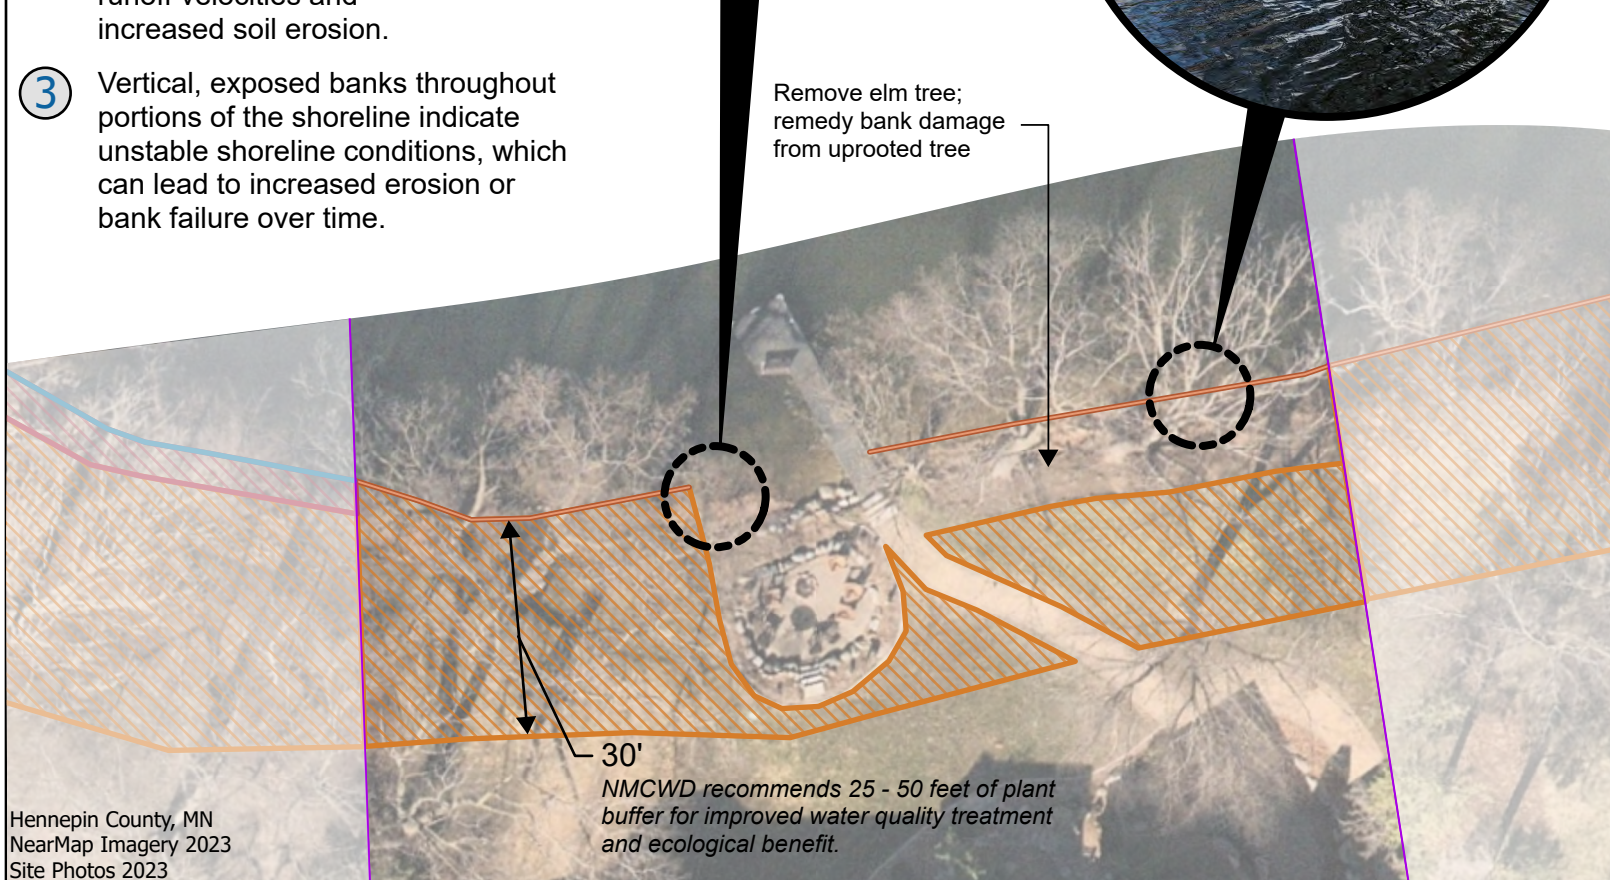 runoff velocities and
increased soil erosion.
3
Vertical, exposed banks throughout
portions of the shoreline indicate
unstable shoreline conditions, which
can lead to increased erosion or
bank failure over time.
Remove elm tree;
remedy bank damage
from uprooted tree
30'
NMCWD recommends 25 - 50 feet of plant
buffer for improved water quality treatment
and ecological benefit.
Hennepin County, MN
NearMap Imagery 2023
Site Photos 2023